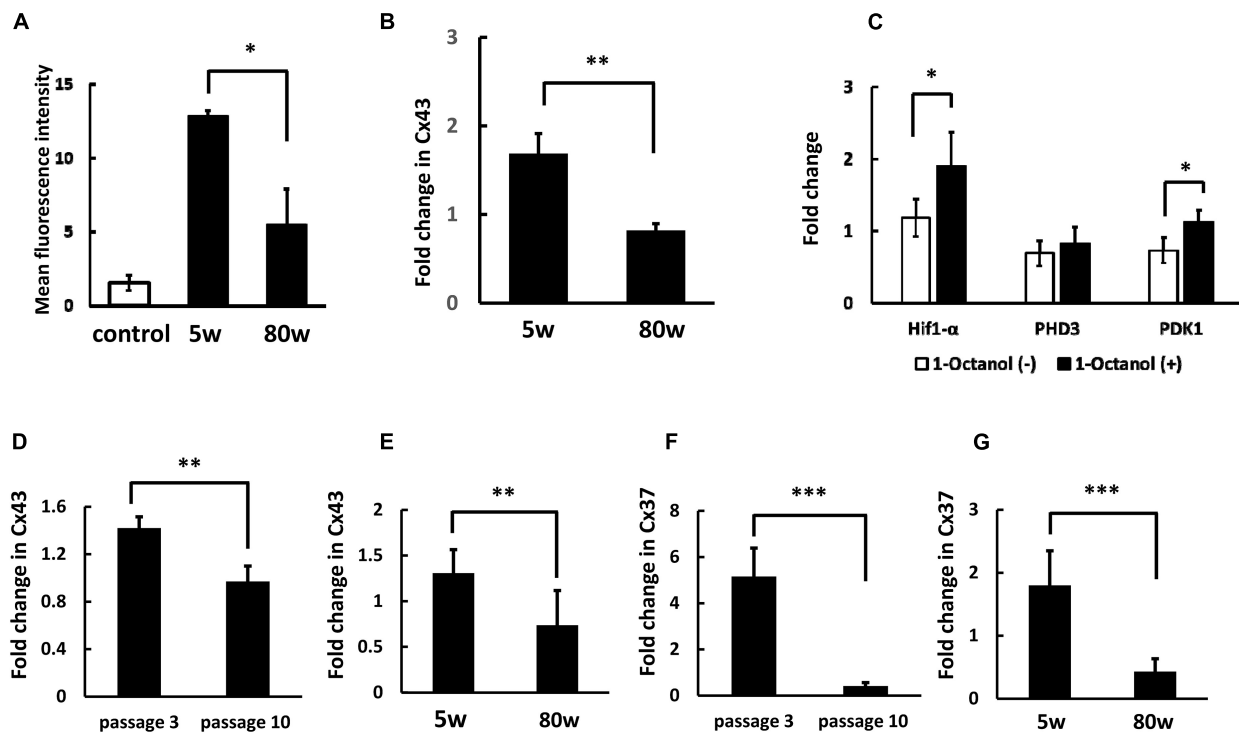 A
Mean fluorescence intensity
15
10
5
0
*
control 5w 80w
B
Fold change in Cx43
3
2
1
0
**
5w 80w
C
Fold change
3
2
1
0
*
*
Hif1-α PHD3 PDK1
1-Octanol (-) 1-Octanol (+)
D
Fold change in Cx43
1.6
1.2
0.8
0.4
0
**
passage 3 passage 10
E
Fold change in Cx43
2
1.5
1
0.5
0
**
5w 80w
F
Fold change in Cx37
8
6
4
2
0
***
passage 3 passage 10
G
Fold change in Cx37
3
2
1
0
***
5w 80w